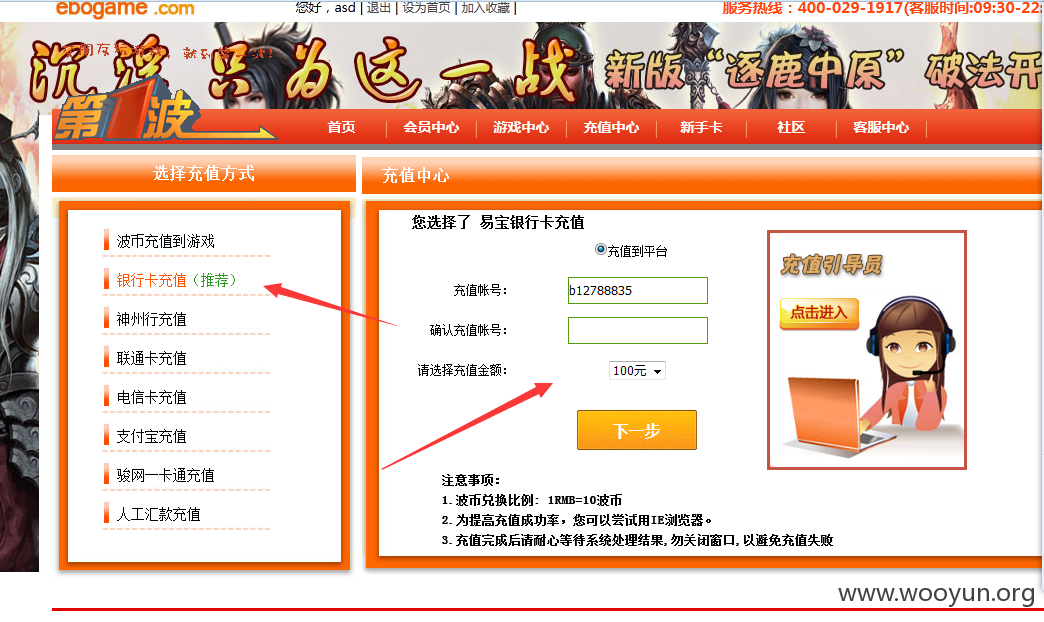 ebogame .com
您好，asd | 退出 | 设为首页 | 加入收藏 |
服务热线：400-029-1917(客服时间:09:30-22:
沉浮只为这一战
新版“逐鹿中原”破法开
第1波
首页
会员中心
游戏中心
充值中心
新手卡
社区
客服中心
选择充值方式
波币充值到游戏
银行卡充值（推荐）
神州行充值
联通卡充值
电信卡充值
支付宝充值
骏网一卡通充值
人工汇款充值
充值中心
您选择了 易宝银行卡充值
充值到平台
充值帐号：
b12788835
确认充值帐号：
请选择充值金额：
100元
下一步
注意事项：
1.波币兑换比例: 1RMB=10波币
2.为提高充值成功率，您可以尝试用IE浏览器。
3.充值完成后请耐心等待系统处理结果,勿关闭窗口,以避免充值失败
充值引导员
点击进入
www.wooyun.org